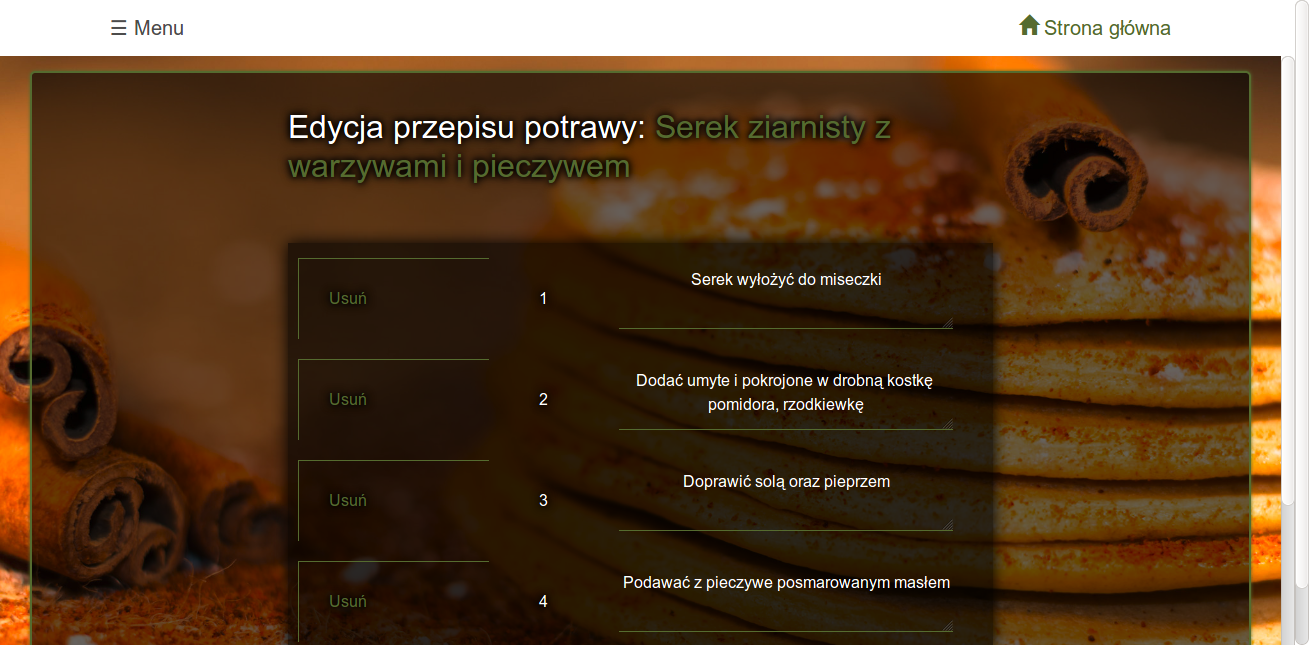 ☰ Menu
Strona główna
Edycja przepisu potrawy: Serek ziarnisty z
warzywami i pieczywem
Usuń
1
Serek wyłożyć do miseczki
Usuń
2
Dodać umyte i pokrojone w drobną kostkę
pomidora, rzodkiewkę
Usuń
3
Doprawić solą oraz pieprzem
Usuń
4
Podawać z pieczywe posmarowanym masłem